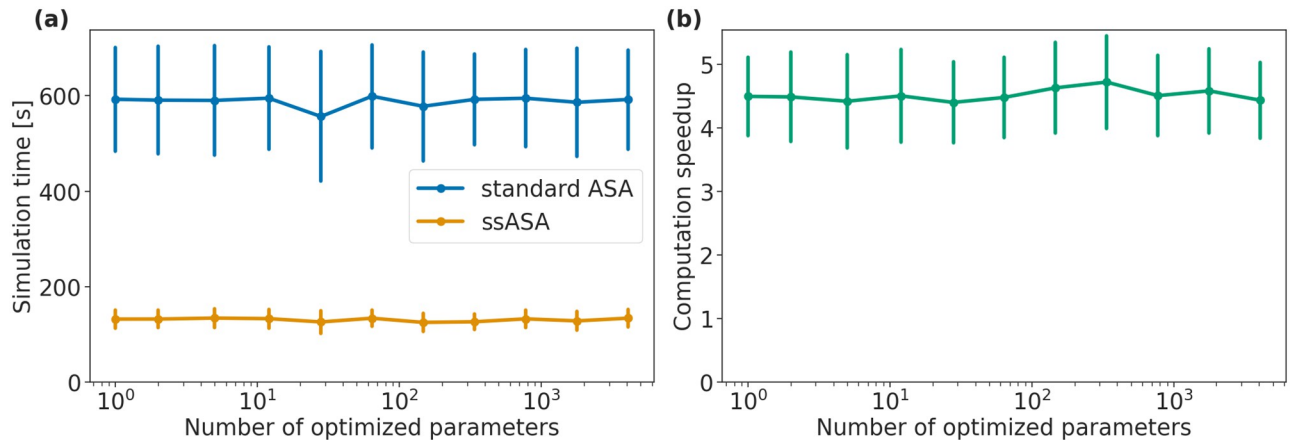 (a)
Simulation time [s]
600
400
200
0
10⁰
10¹
10²
10³
Number of optimized parameters
standard ASA
ssASA
(b)
Computation speedup
5
4
3
2
1
0
10⁰
10¹
10²
10³
Number of optimized parameters